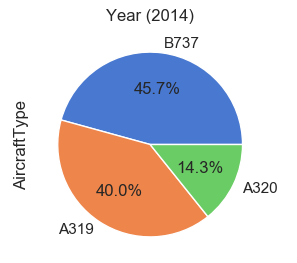 Year (2014)
B737
45.7%
AircraftType
14.3%
40.0%
A320
A319